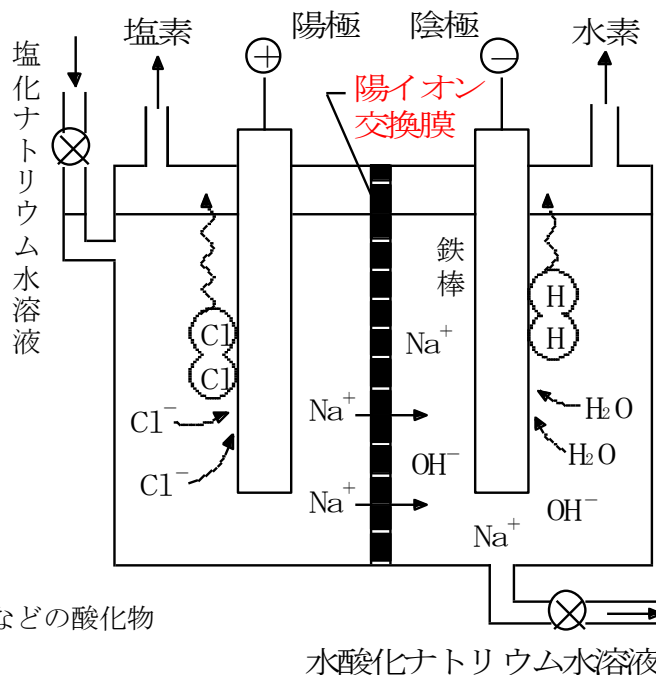 塩素
陽極
陰極
水素
+
−
塩化ナトリウム水溶液
陽イオン
交換膜
鉄棒
H
H
Cl
Cl
Na⁺
Na⁺
Cl⁻
H₂O
H₂O
OH⁻
Cl⁻
Na⁺
OH⁻
Na⁺
などの酸化物
水酸化ナトリウム水溶液